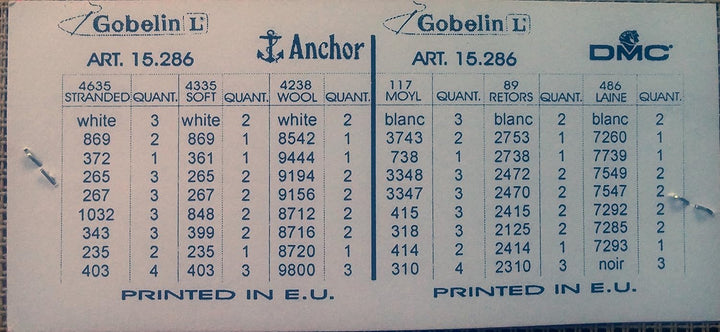 Gobelin L
ART. 15.286 Anchor
4635 STRANDED QUANT. 4335 SOFT QUANT. 4238 WOOL QUANT.
white 3 white 2 white 2
869 2 869 1 8542 1
372 1 361 1 9444 1
265 3 265 2 9194 2
267 3 267 2 9156 2
1032 3 848 2 8712 2
343 3 399 2 8716 2
235 2 235 1 8720 1
403 4 403 3 9800 3
PRINTED IN E.U.
Gobelin L
ART. 15.286 DMC
117 MOYL QUANT. 89 RETORS QUANT. 486 LAINE QUANT.
blanc 3 blanc 2 blanc 2
3743 2 2753 1 7260 1
738 1 2738 1 7739 1
3348 3 2472 2 7549 2
3347 3 2470 2 7547 2
415 3 2415 2 7292 2
318 3 2125 2 7285 2
414 2 2414 1 7293 1
310 4 2310 3 noir 3
PRINTED IN E.U.